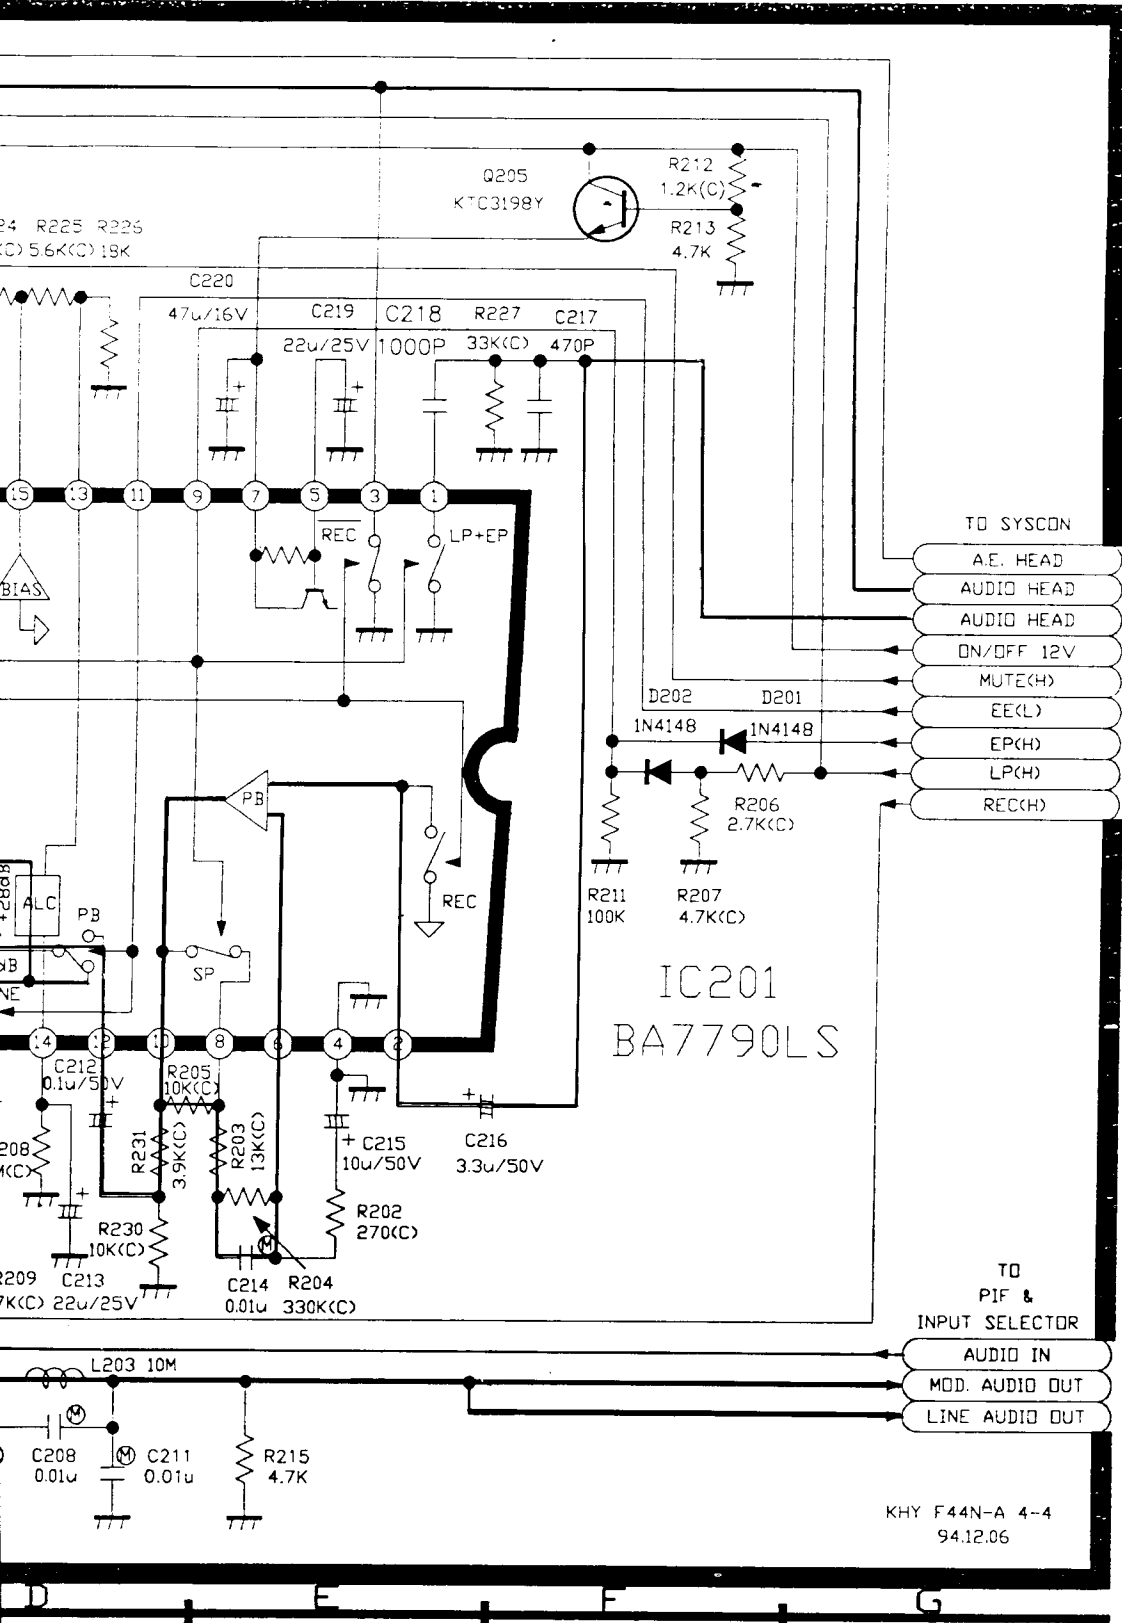 Q205
KTC3198Y
R212
1.2K(C)
R213
4.7K
24 R225 R226
(C) 5.6K(C) 18K
C220
47u/16V
C219
22u/25V
C218
1000P
R227
33K(C)
C217
470P
15
13
11
9
7
5
3
1
REC
LP+EP
BIAS
TO SYSCON
A.E. HEAD
AUDIO HEAD
AUDIO HEAD
ON/OFF 12V
MUTE(H)
EE(L)
EP(H)
LP(H)
REC(H)
D202
1N4148
D201
1N4148
R206
2.7K(C)
R211
100K
R207
4.7K(C)
PB
REC
+28dB
ALC
PB
dB
NE
SP
IC201
BA7790LS
14
12
10
8
6
4
2
C212
0.1u/50V
R205
10K(C)
R231
3.9K(C)
R203
13K(C)
C215
10u/50V
C216
3.3u/50V
208
M(C)
R202
270(C)
R230
10K(C)
M
209
7K(C)
C213
22u/25V
C214
0.01u
R204
330K(C)
TO
PIF &
INPUT SELECTOR
AUDIO IN
MOD. AUDIO OUT
LINE AUDIO OUT
L203 10M
M
C208
0.01u
M
C211
0.01u
R215
4.7K
KHY F44N-A 4-4
94.12.06
D
E
F
G